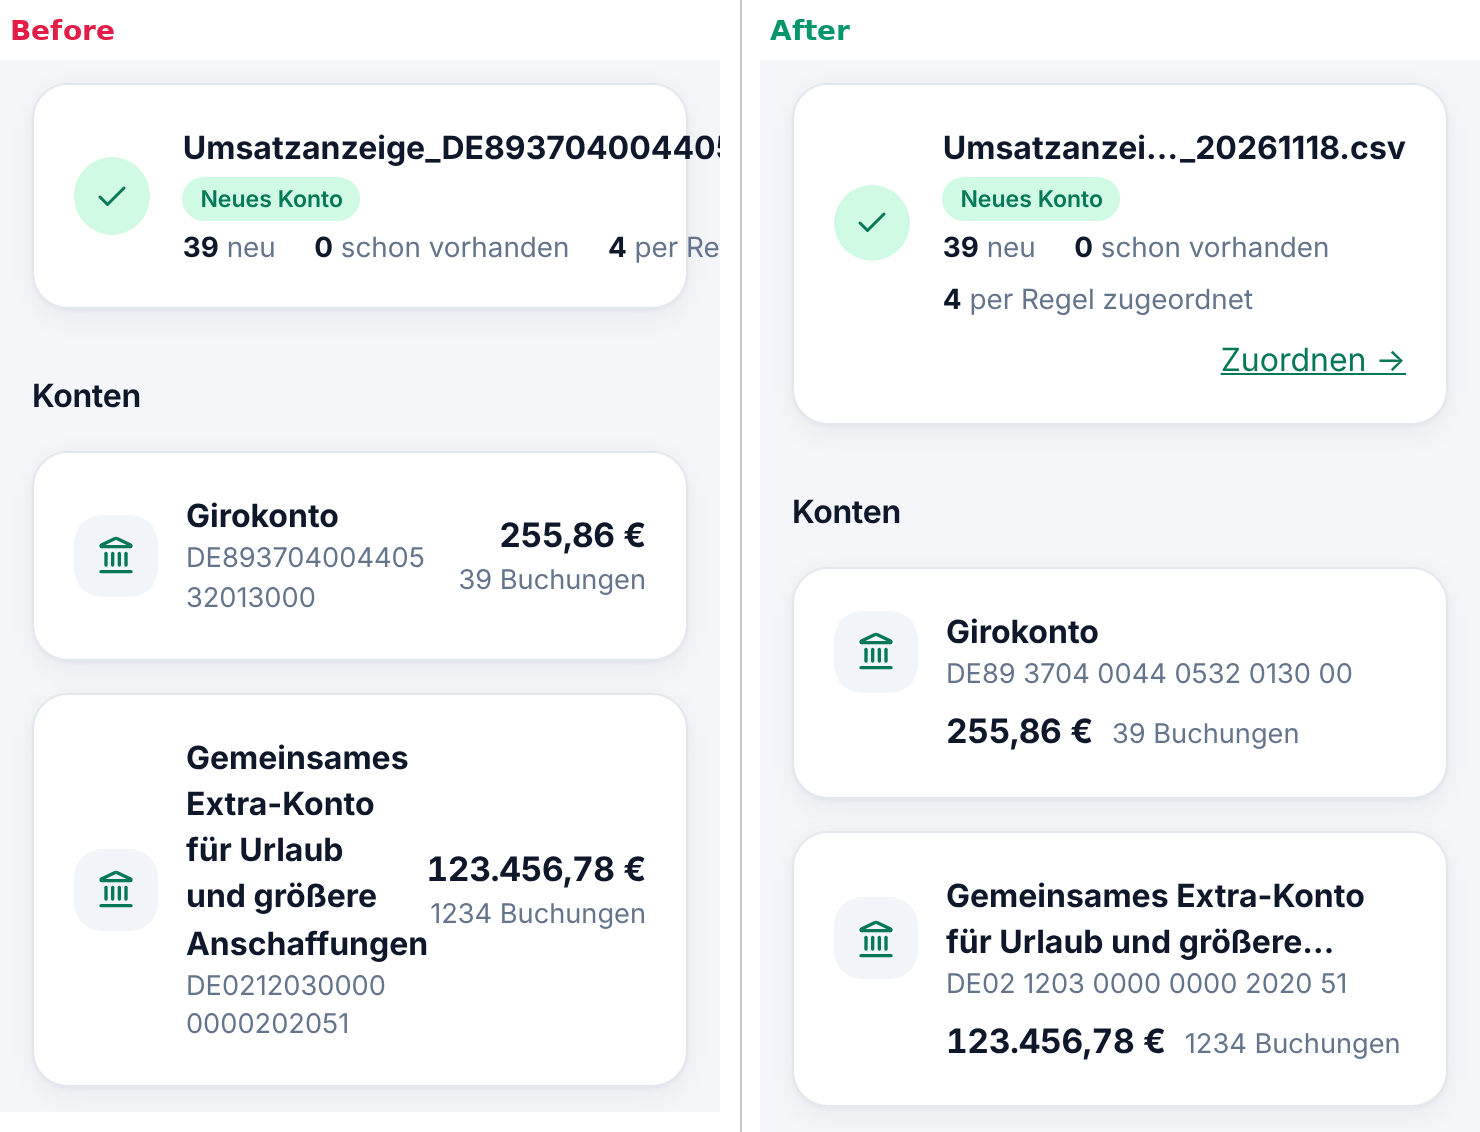 Before
Umsatzanzeige_DE893704004405
Neues Konto
39 neu 0 schon vorhanden 4 per Re
Konten
Girokonto
DE893704004405
32013000
255,86 €
39 Buchungen
Gemeinsames
Extra-Konto
für Urlaub
und größere
Anschaffungen
DE0212030000
0000202051
123.456,78 €
1234 Buchungen
After
Umsatzanzei…_20261118.csv
Neues Konto
39 neu 0 schon vorhanden
4 per Regel zugeordnet
Zuordnen →
Konten
Girokonto
DE89 3704 0044 0532 0130 00
255,86 € 39 Buchungen
Gemeinsames Extra-Konto
für Urlaub und größere…
DE02 1203 0000 0000 2020 51
123.456,78 € 1234 Buchungen